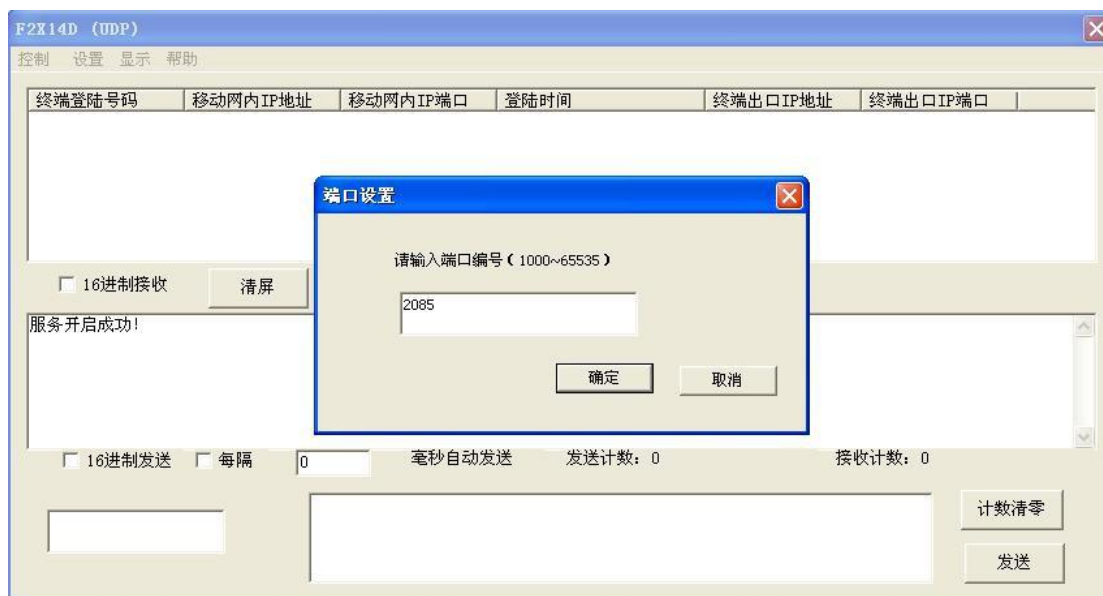 F2X14D (UDP)
控制 设置 显示 帮助
终端登陆号码 移动网内IP地址 移动网内IP端口 登陆时间 终端出口IP地址 终端出口IP端口
端口设置
请输入端口编号(1000~65535)
2085
确定 取消
16进制接收 清屏
服务开启成功!
16进制发送 每隔 0 毫秒自动发送 发送计数: 0 接收计数: 0
计数清零
发送